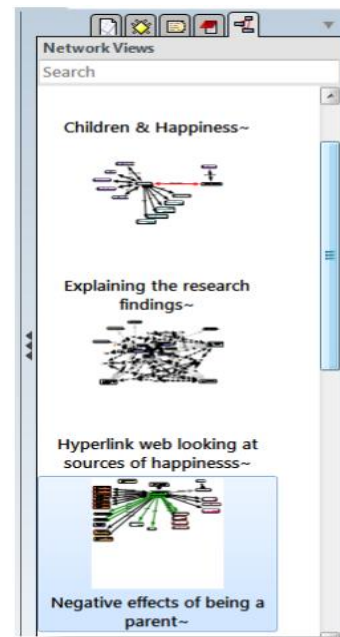 Network Views
Search
Children & Happiness~
Explaining the research
findings~
Hyperlink web looking at
sources of happinesss~
Negative effects of being a
parent~